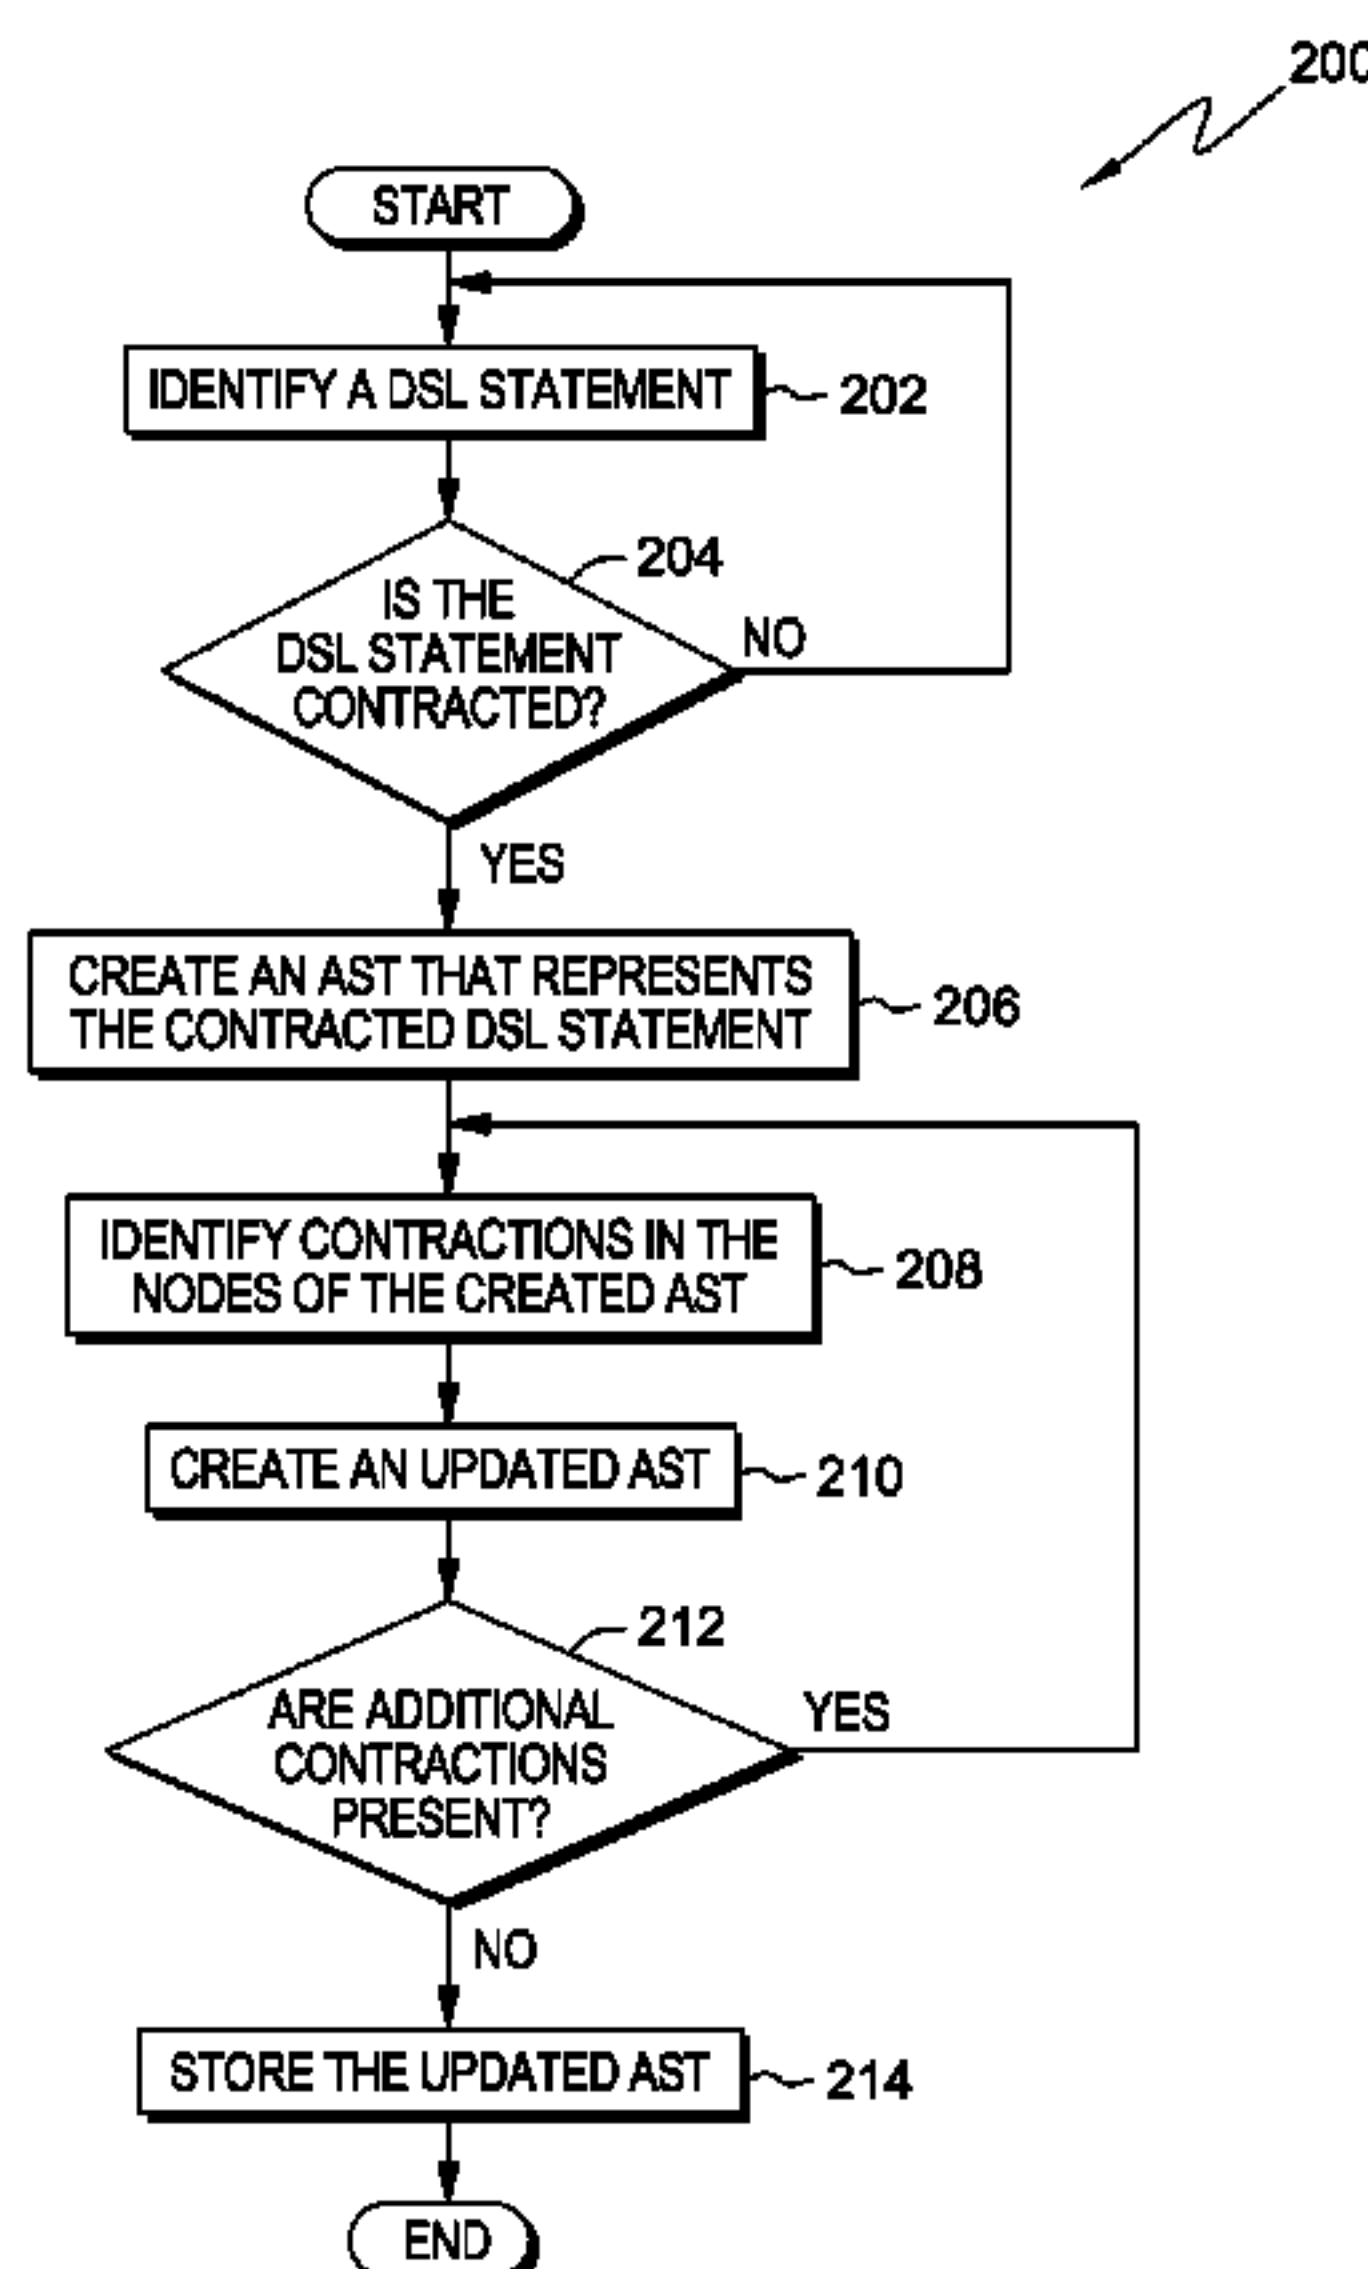 200
START
IDENTIFY A DSL STATEMENT
202
204
IS THE
DSL STATEMENT
CONTRACTED?
NO
YES
CREATE AN AST THAT REPRESENTS
THE CONTRACTED DSL STATEMENT
206
IDENTIFY CONTRACTIONS IN THE
NODES OF THE CREATED AST
208
CREATE AN UPDATED AST
210
212
ARE ADDITIONAL
CONTRACTIONS
PRESENT?
YES
NO
STORE THE UPDATED AST
214
END